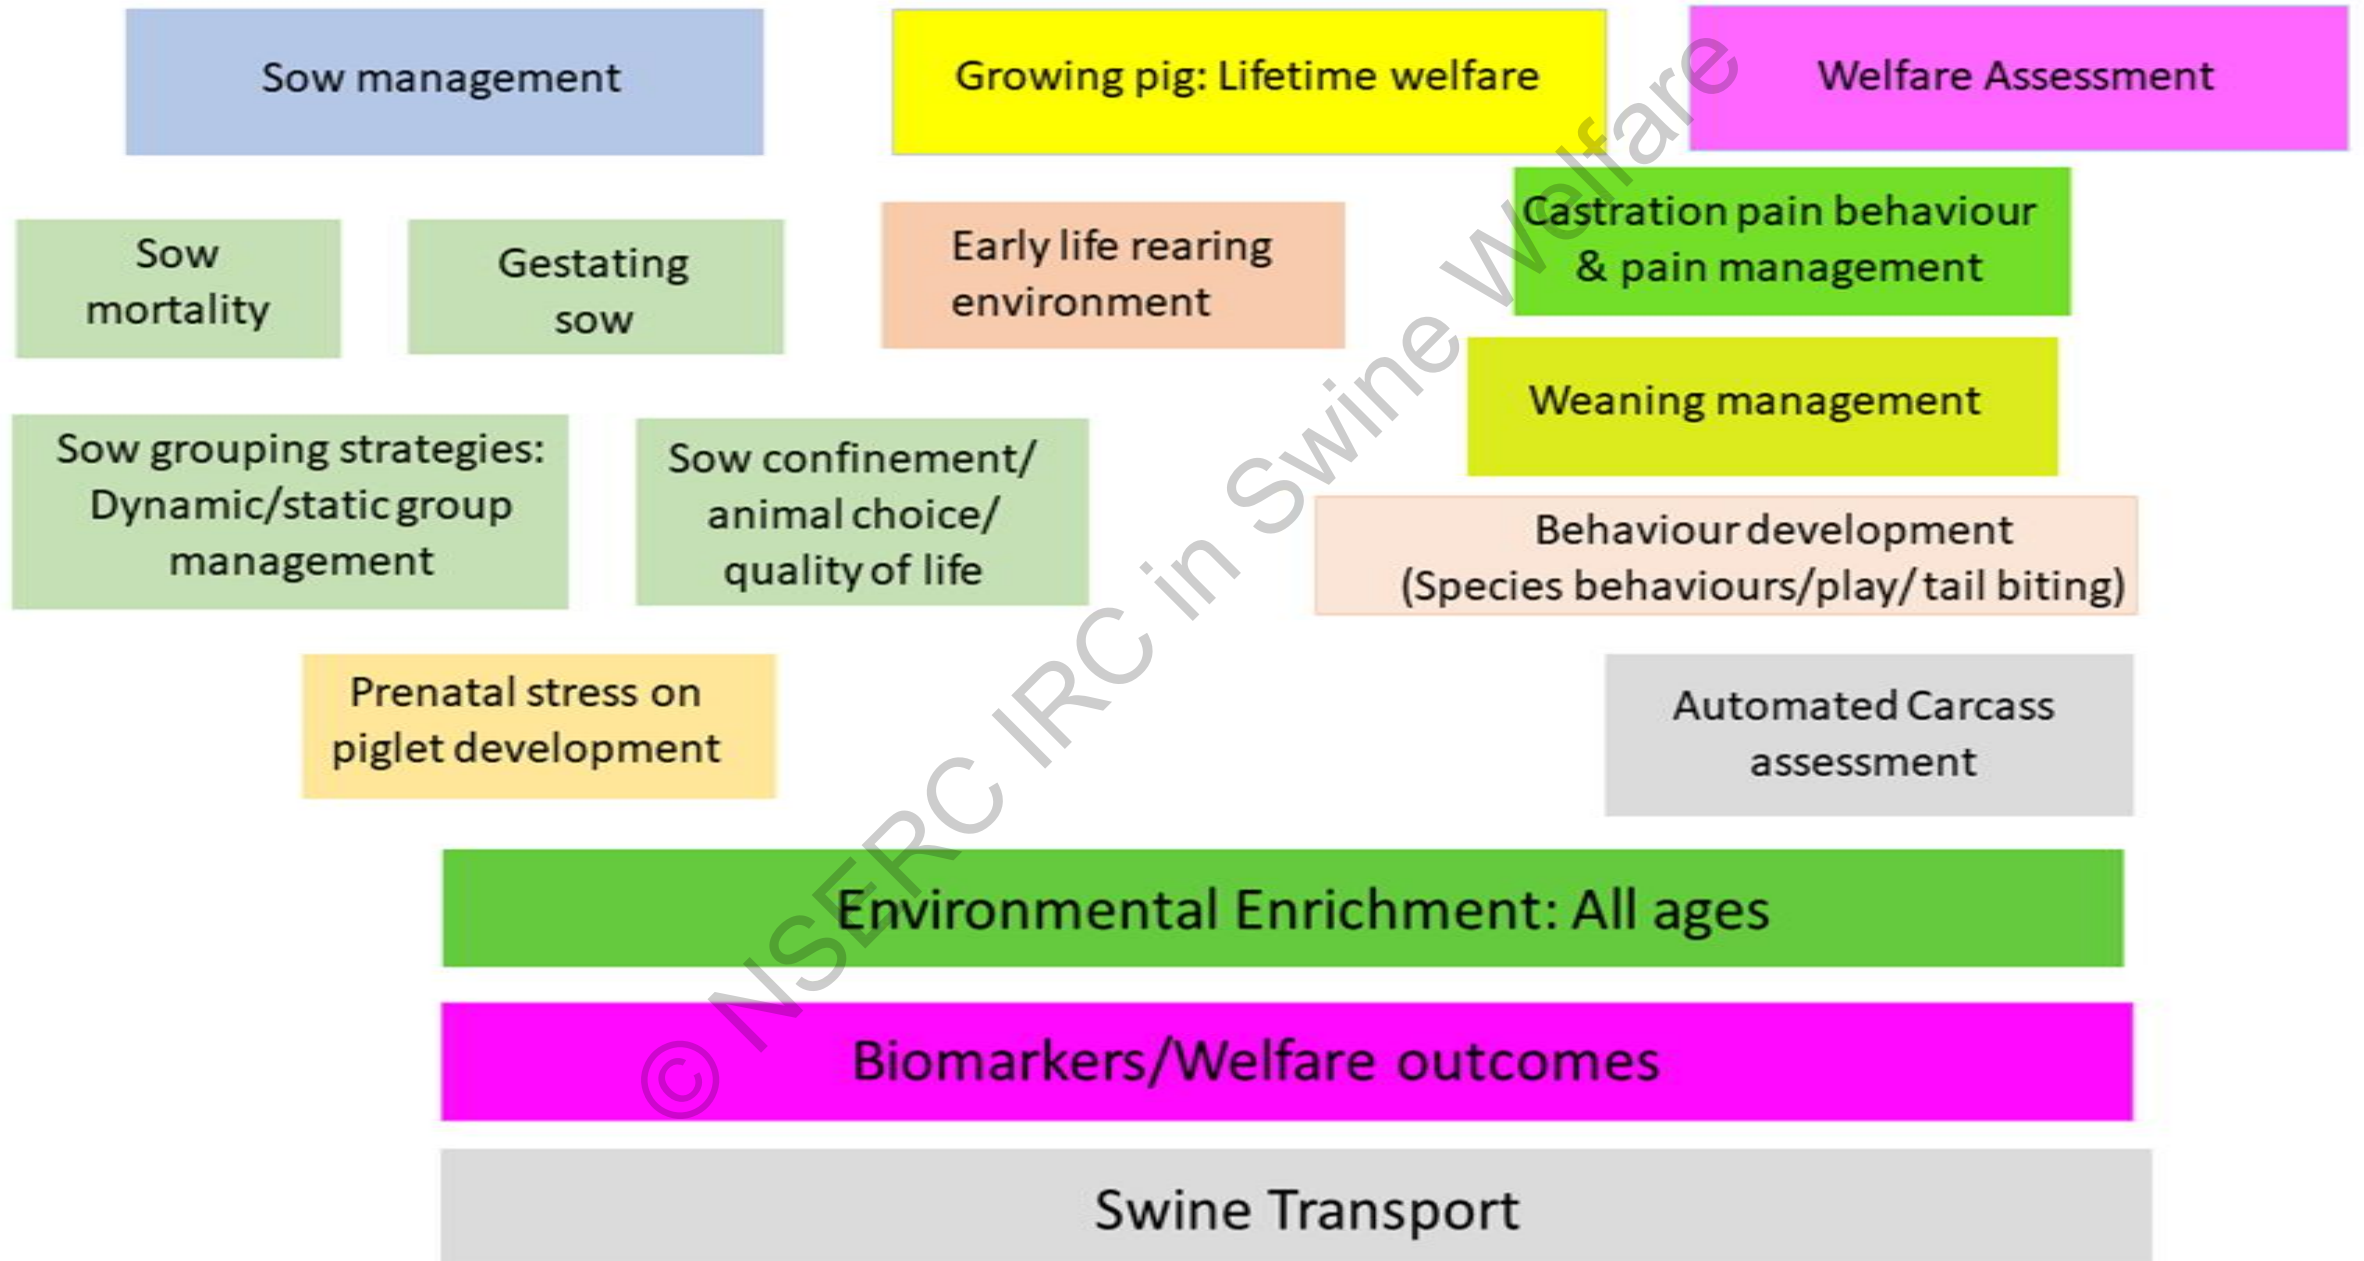 Sow management
Growing pig: Lifetime welfare
Welfare Assessment
Sow
mortality
Gestating
sow
Early life rearing
environment
Castration pain behaviour
& pain management
Weaning management
Sow grouping strategies:
Dynamic/static group
management
Sow confinement/
animal choice/
quality of life
Behaviour development
(Species behaviours/play/ tail biting)
Prenatal stress on
piglet development
Automated Carcass
assessment
Environmental Enrichment: All ages
Biomarkers/Welfare outcomes
Swine Transport
© NSERC IRC in Swine Welfare